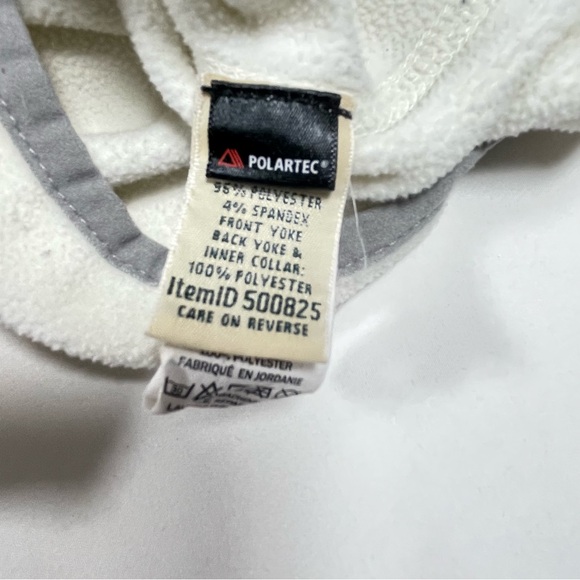 POLARTEC®
96% POLYESTER
4% SPANDEX
FRONT YOKE
BACK YOKE &
INNER COLLAR:
100% POLYESTER
ItemID 500825
CARE ON REVERSE
100% POLYESTER
FABRIQUÉ EN JORDANIE